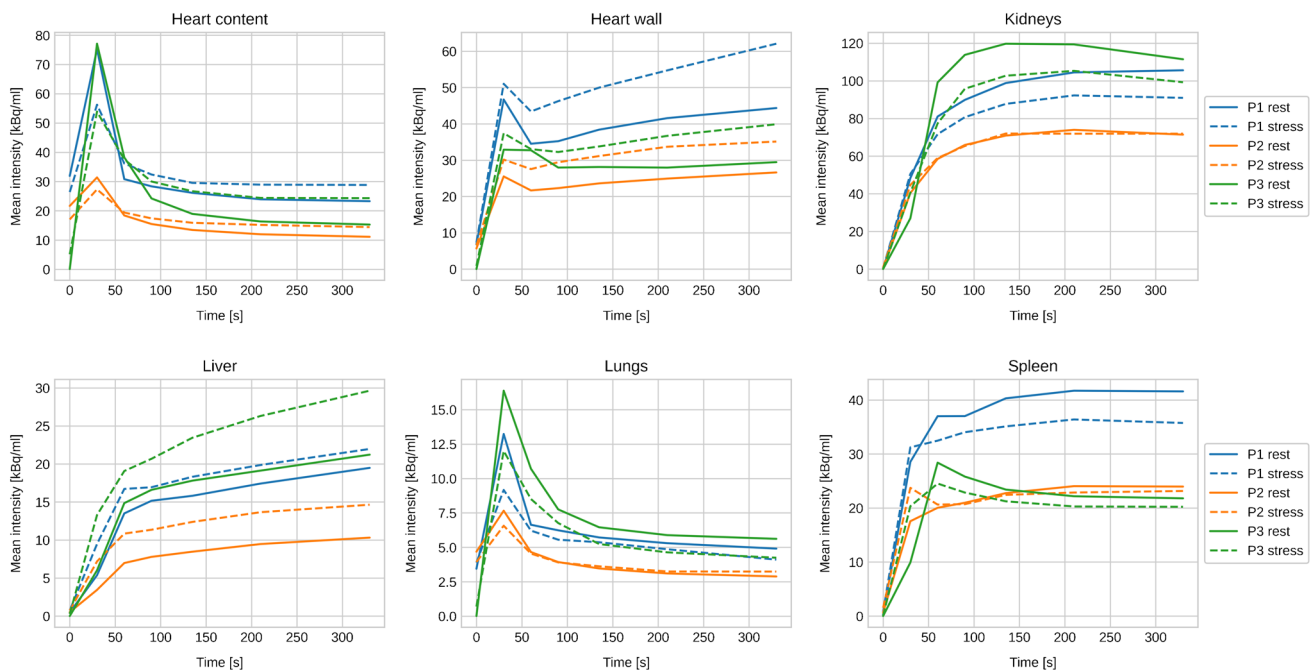 Heart content
Mean intensity [kBq/ml]
80
70
60
50
40
30
20
10
0
0 50 100 150 200 250 300
Time [s]
Heart wall
Mean intensity [kBq/ml]
60
50
40
30
20
10
0
0 50 100 150 200 250 300
Time [s]
Kidneys
Mean intensity [kBq/ml]
120
100
80
60
40
20
0
0 50 100 150 200 250 300
Time [s]
P1 rest
P1 stress
P2 rest
P2 stress
P3 rest
P3 stress
Liver
Mean intensity [kBq/ml]
30
25
20
15
10
5
0
0 50 100 150 200 250 300
Time [s]
Lungs
Mean intensity [kBq/ml]
15.0
12.5
10.0
7.5
5.0
2.5
0.0
0 50 100 150 200 250 300
Time [s]
Spleen
Mean intensity [kBq/ml]
40
30
20
10
0
0 50 100 150 200 250 300
Time [s]
P1 rest
P1 stress
P2 rest
P2 stress
P3 rest
P3 stress